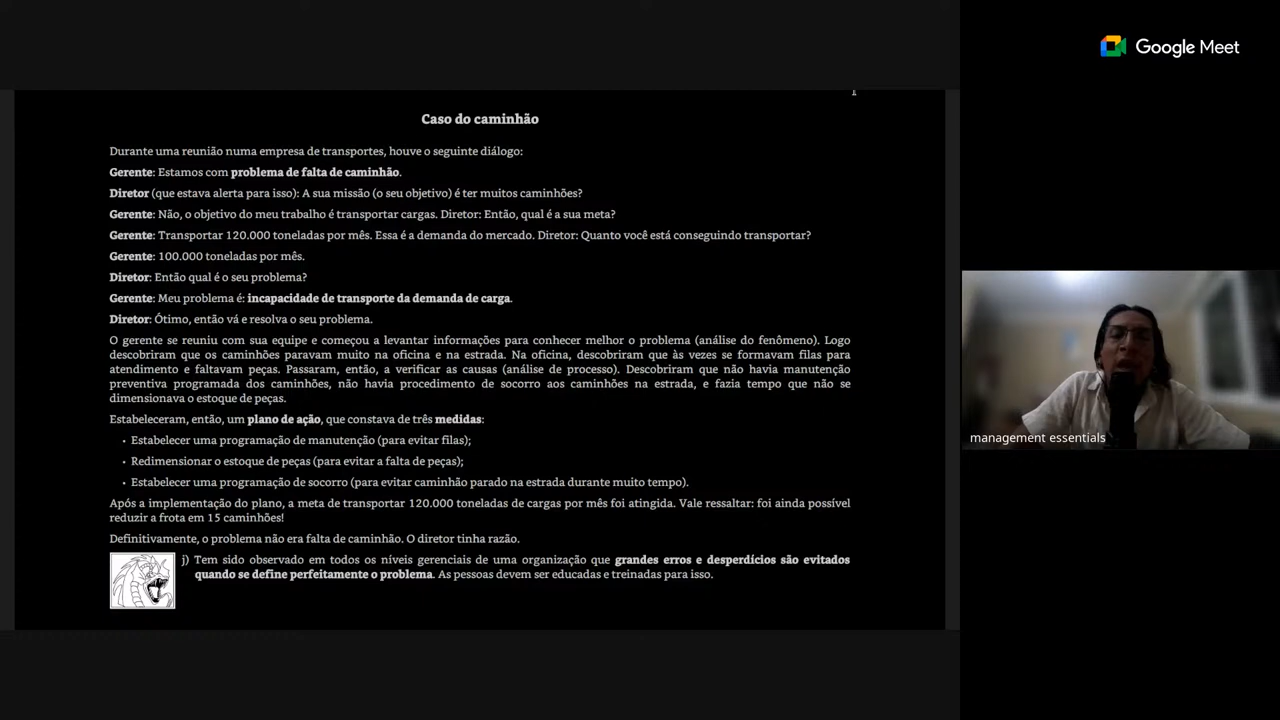 Google Meet
Caso do caminhão
Durante uma reunião numa empresa de transportes, houve o seguinte diálogo:
Gerente: Estamos com problema de falta de caminhão.
Diretor (que estava alerta para isso): A sua missão (o seu objetivo) é ter muitos caminhões?
Gerente: Não, o objetivo do meu trabalho é transportar cargas. Diretor: Então, qual é a sua meta?
Gerente: Transportar 120.000 toneladas por mês. Essa é a demanda do mercado. Diretor: Quanto você está conseguindo transportar?
Gerente: 100.000 toneladas por mês.
Diretor: Então qual é o seu problema?
Gerente: Meu problema é: incapacidade de transporte da demanda de carga.
Diretor: Ótimo, então vá e resolva o seu problema.
O gerente se reuniu com sua equipe e começou a levantar informações para conhecer melhor o problema (análise do fenômeno). Logo
descobriram que os caminhões paravam muito na oficina e na estrada. Na oficina, descobriram que às vezes se formavam filas para
atendimento e faltavam peças. Passaram, então, a verificar as causas (análise de processo). Descobriram que não havia manutenção
preventiva programada dos caminhões, não havia procedimento de socorro aos caminhões na estrada, e fazia tempo que não se
dimensionava o estoque de peças.
Estabeleceram, então, um plano de ação, que constava de três medidas:
• Estabelecer uma programação de manutenção (para evitar filas);
• Redimensionar o estoque de peças (para evitar a falta de peças);
• Estabelecer uma programação de socorro (para evitar caminhão parado na estrada durante muito tempo).
Após a implementação do plano, a meta de transportar 120.000 toneladas de cargas por mês foi atingida. Vale ressaltar: foi ainda possível
reduzir a frota em 15 caminhões!
Definitivamente, o problema não era falta de caminhão. O diretor tinha razão.
j) Tem sido observado em todos os níveis gerenciais de uma organização que grandes erros e desperdícios são evitados
quando se define perfeitamente o problema. As pessoas devem ser educadas e treinadas para isso.
management essentials